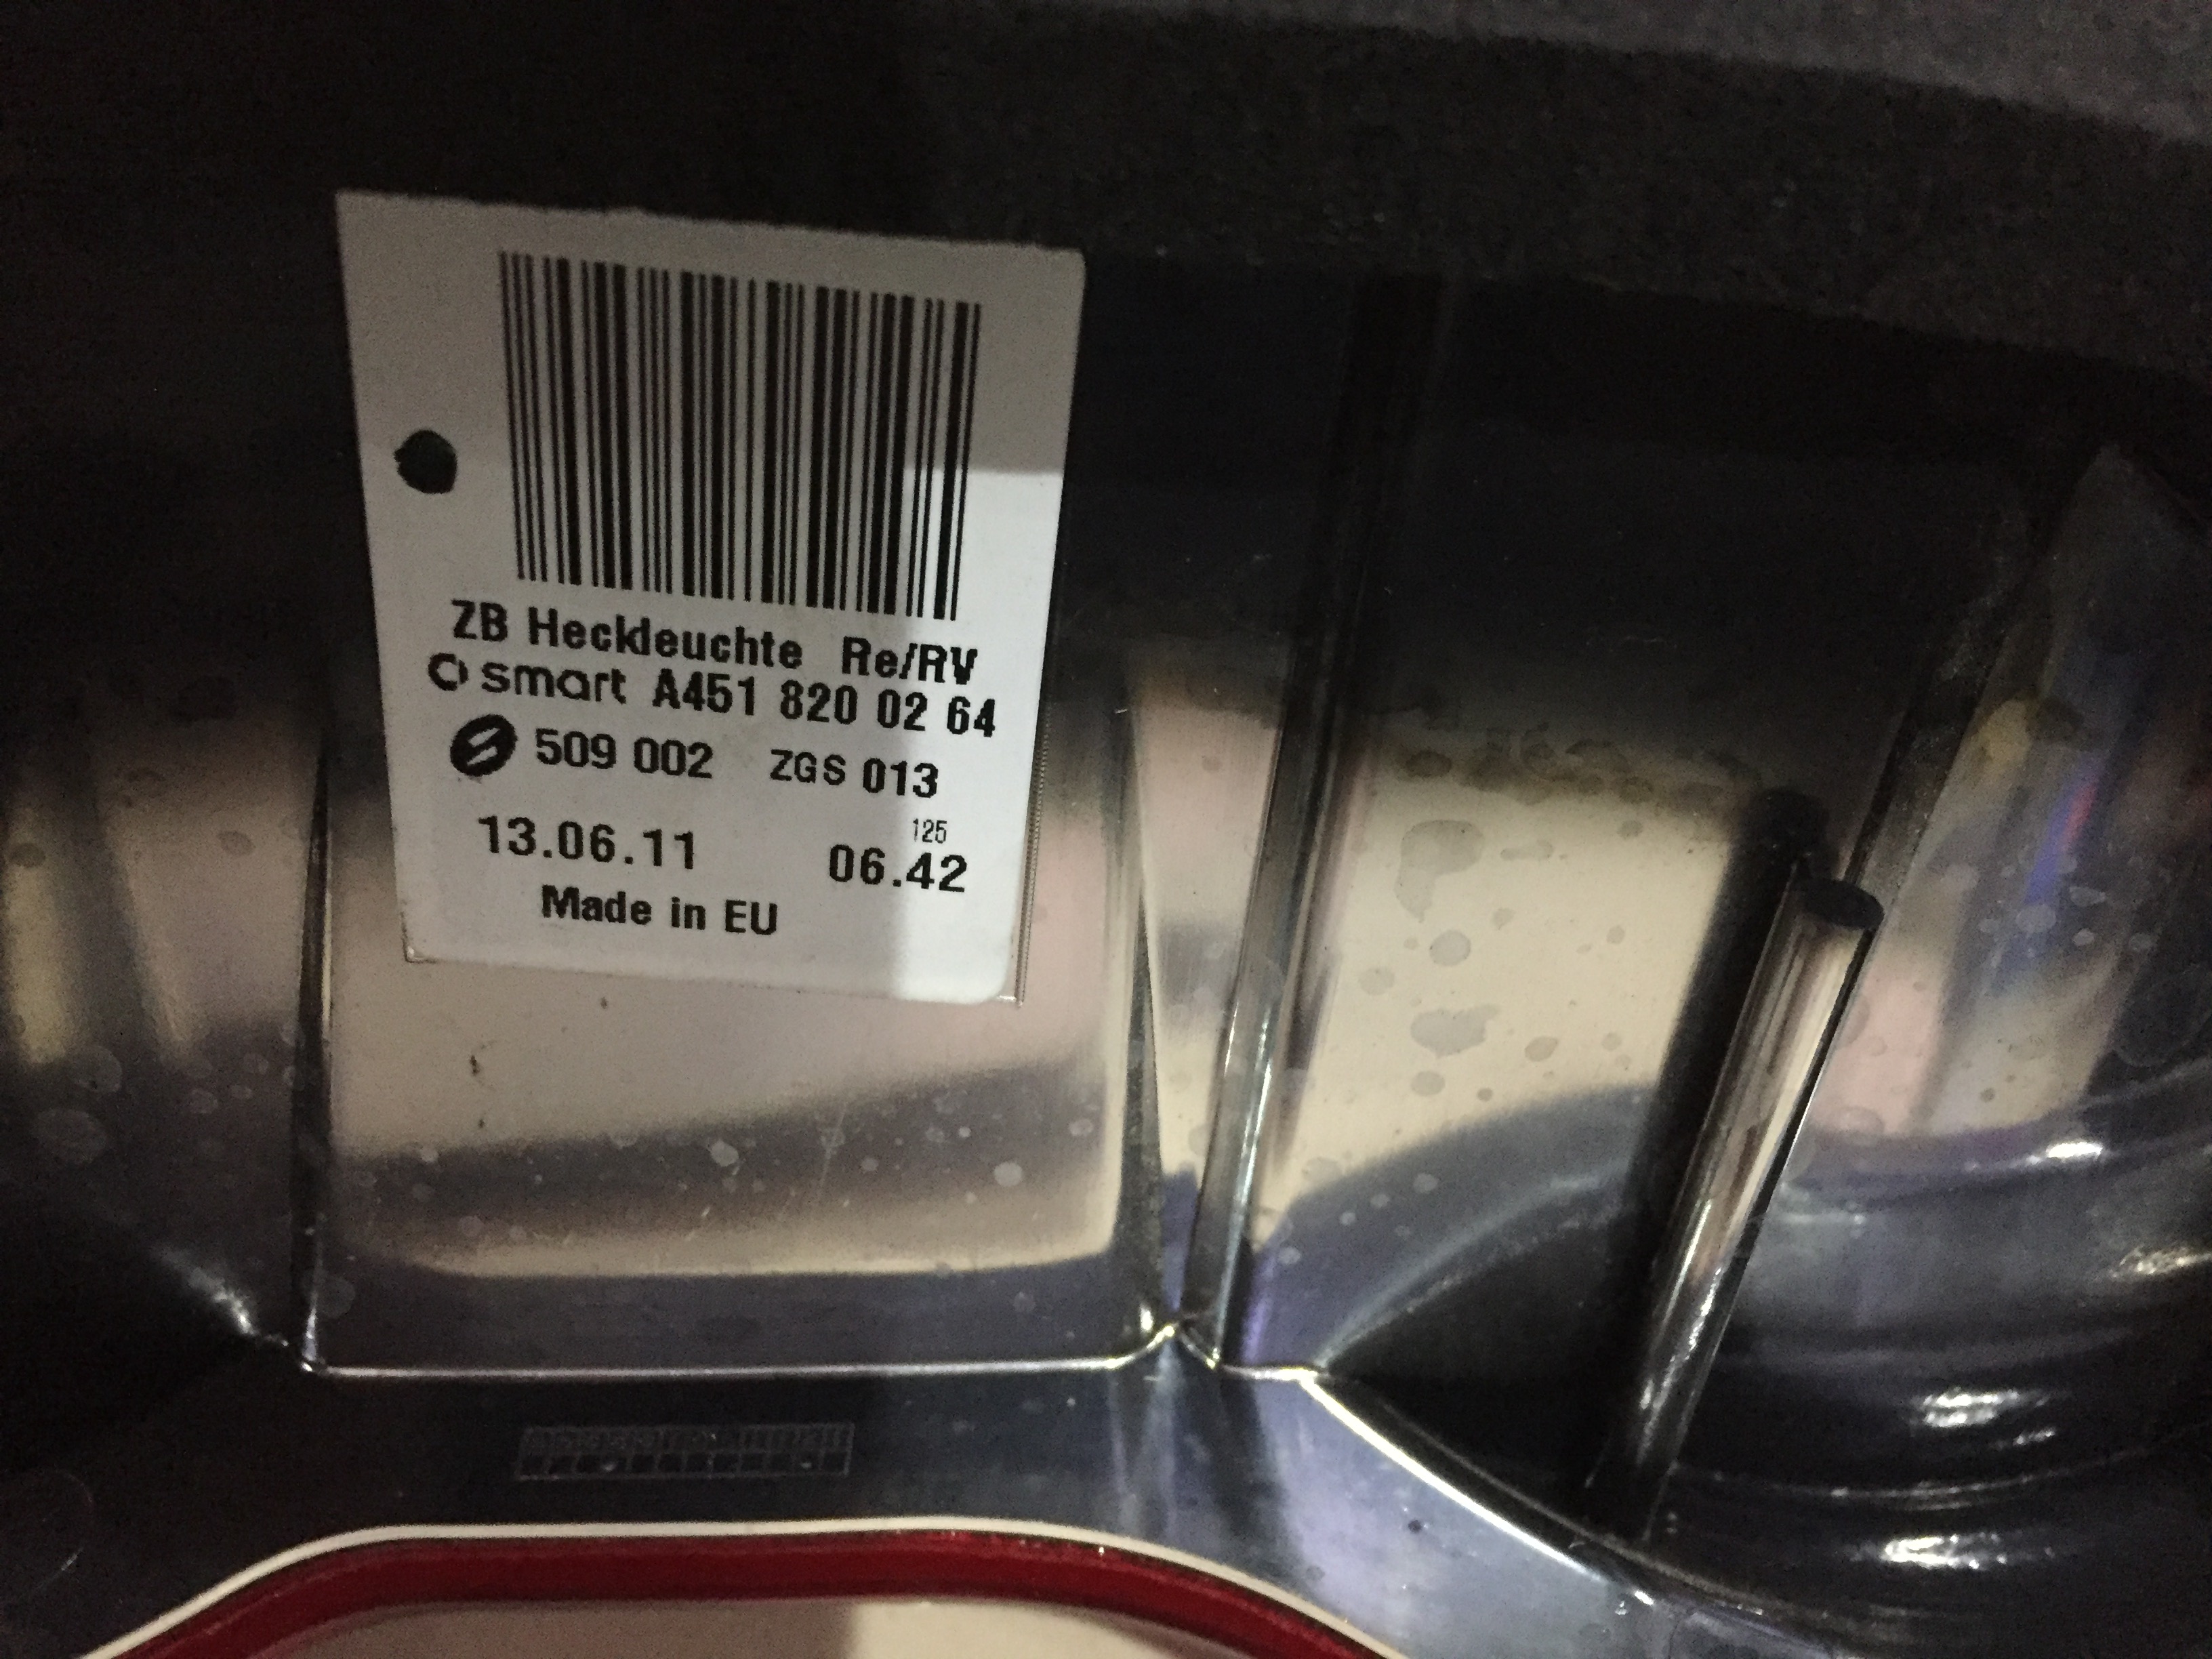 ZB Heckleuchte Re/RV
smart A451 820 02 64
509 002 ZGS 013
125
13.06.11 06.42
Made in EU